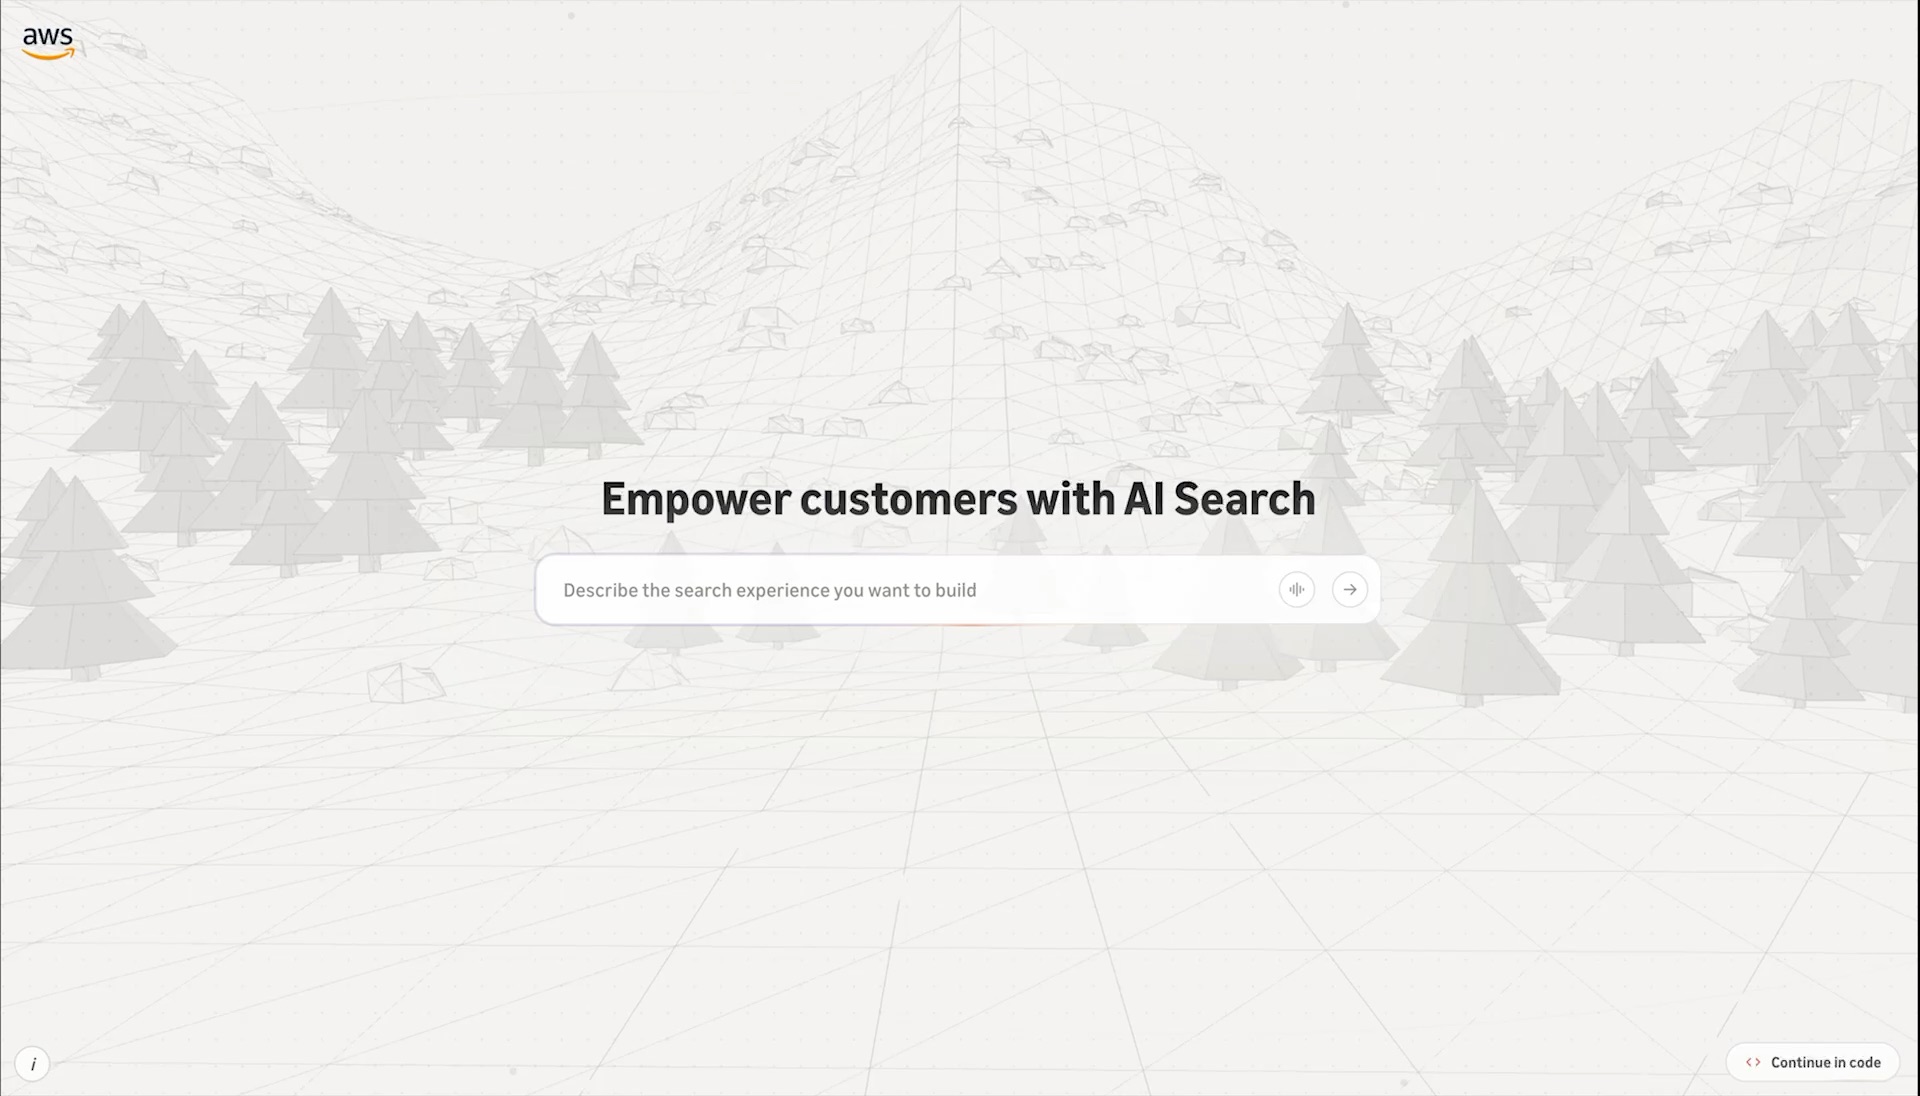 aws
Empower customers with AI Search
Describe the search experience you want to build
i
<> Continue in code